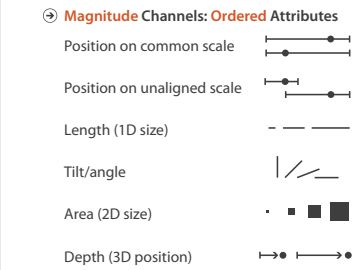 Magnitude Channels: Ordered Attributes
Position on common scale
Position on unaligned scale
Length (1D size)
Tilt/angle
Area (2D size)
Depth (3D position)